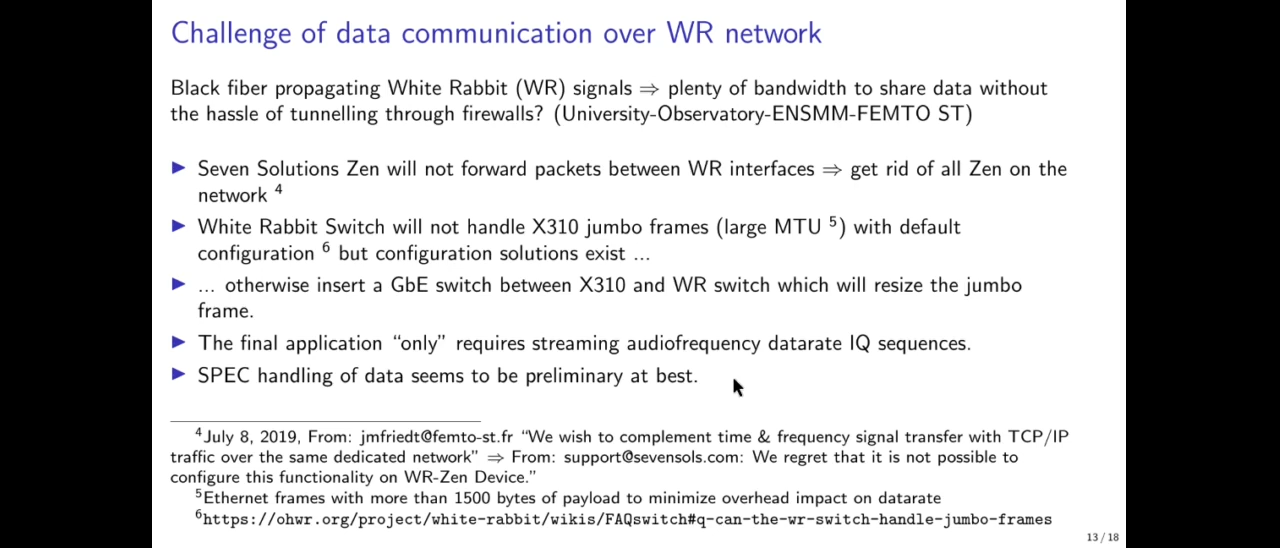 Challenge of data communication over WR network
Black fiber propagating White Rabbit (WR) signals ⇒ plenty of bandwidth to share data without
the hassle of tunnelling through firewalls? (University-Observatory-ENSMM-FEMTO ST)
▶ Seven Solutions Zen will not forward packets between WR interfaces ⇒ get rid of all Zen on the
network 4
▶ White Rabbit Switch will not handle X310 jumbo frames (large MTU 5) with default
configuration 6 but configuration solutions exist ...
▶ ... otherwise insert a GbE switch between X310 and WR switch which will resize the jumbo
frame.
▶ The final application “only” requires streaming audiofrequency datarate IQ sequences.
▶ SPEC handling of data seems to be preliminary at best.
4July 8, 2019, From: jmfriedt@femto-st.fr “We wish to complement time & frequency signal transfer with TCP/IP
traffic over the same dedicated network” ⇒ From: support@sevensols.com: We regret that it is not possible to
configure this functionality on WR-Zen Device.”
5Ethernet frames with more than 1500 bytes of payload to minimize overhead impact on datarate
6https://ohwr.org/project/white-rabbit/wikis/FAQswitch#q-can-the-wr-switch-handle-jumbo-frames
13 / 18